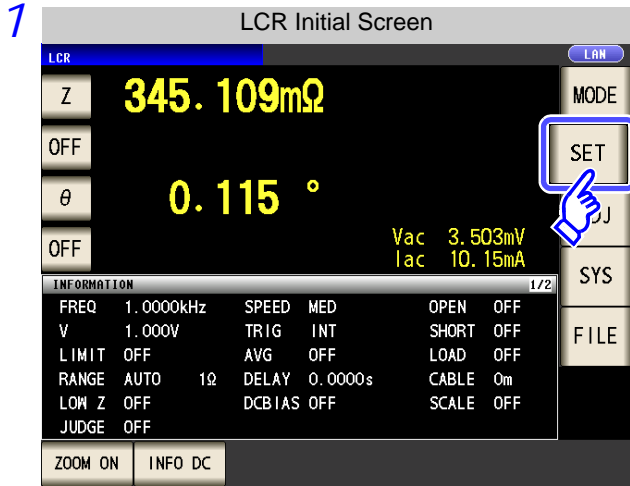 1
LCR Initial Screen
LCR
LAN
Z 345.109mΩ
MODE
OFF
SET
θ 0.115 °
OFF
Vac 3.503mV
Iac 10.15mA
SYS
INFORMATION 1/2
FREQ 1.0000kHz SPEED MED OPEN OFF
V 1.000V TRIG INT SHORT OFF
FILE
LIMIT OFF AVG OFF LOAD OFF
RANGE AUTO 1Ω DELAY 0.0000s CABLE 0m
LOW Z OFF DCBIAS OFF SCALE OFF
JUDGE OFF
ZOOM ON INFO DC